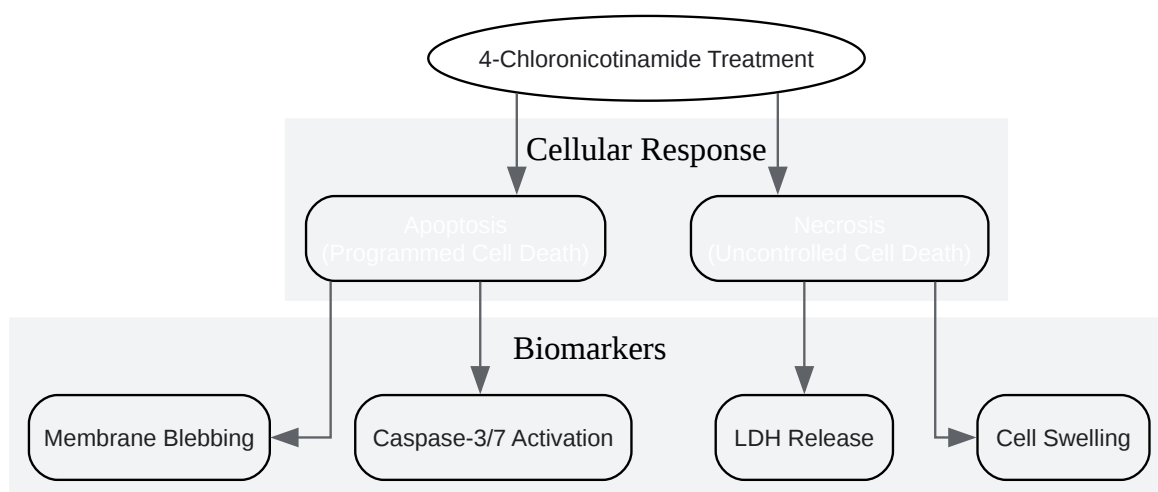 4-Chloronicotinamide Treatment
Cellular Response
Apoptosis
(Programmed Cell Death)
Necrosis
(Uncontrolled Cell Death)
Biomarkers
Membrane Blebbing
Caspase-3/7 Activation
LDH Release
Cell Swelling